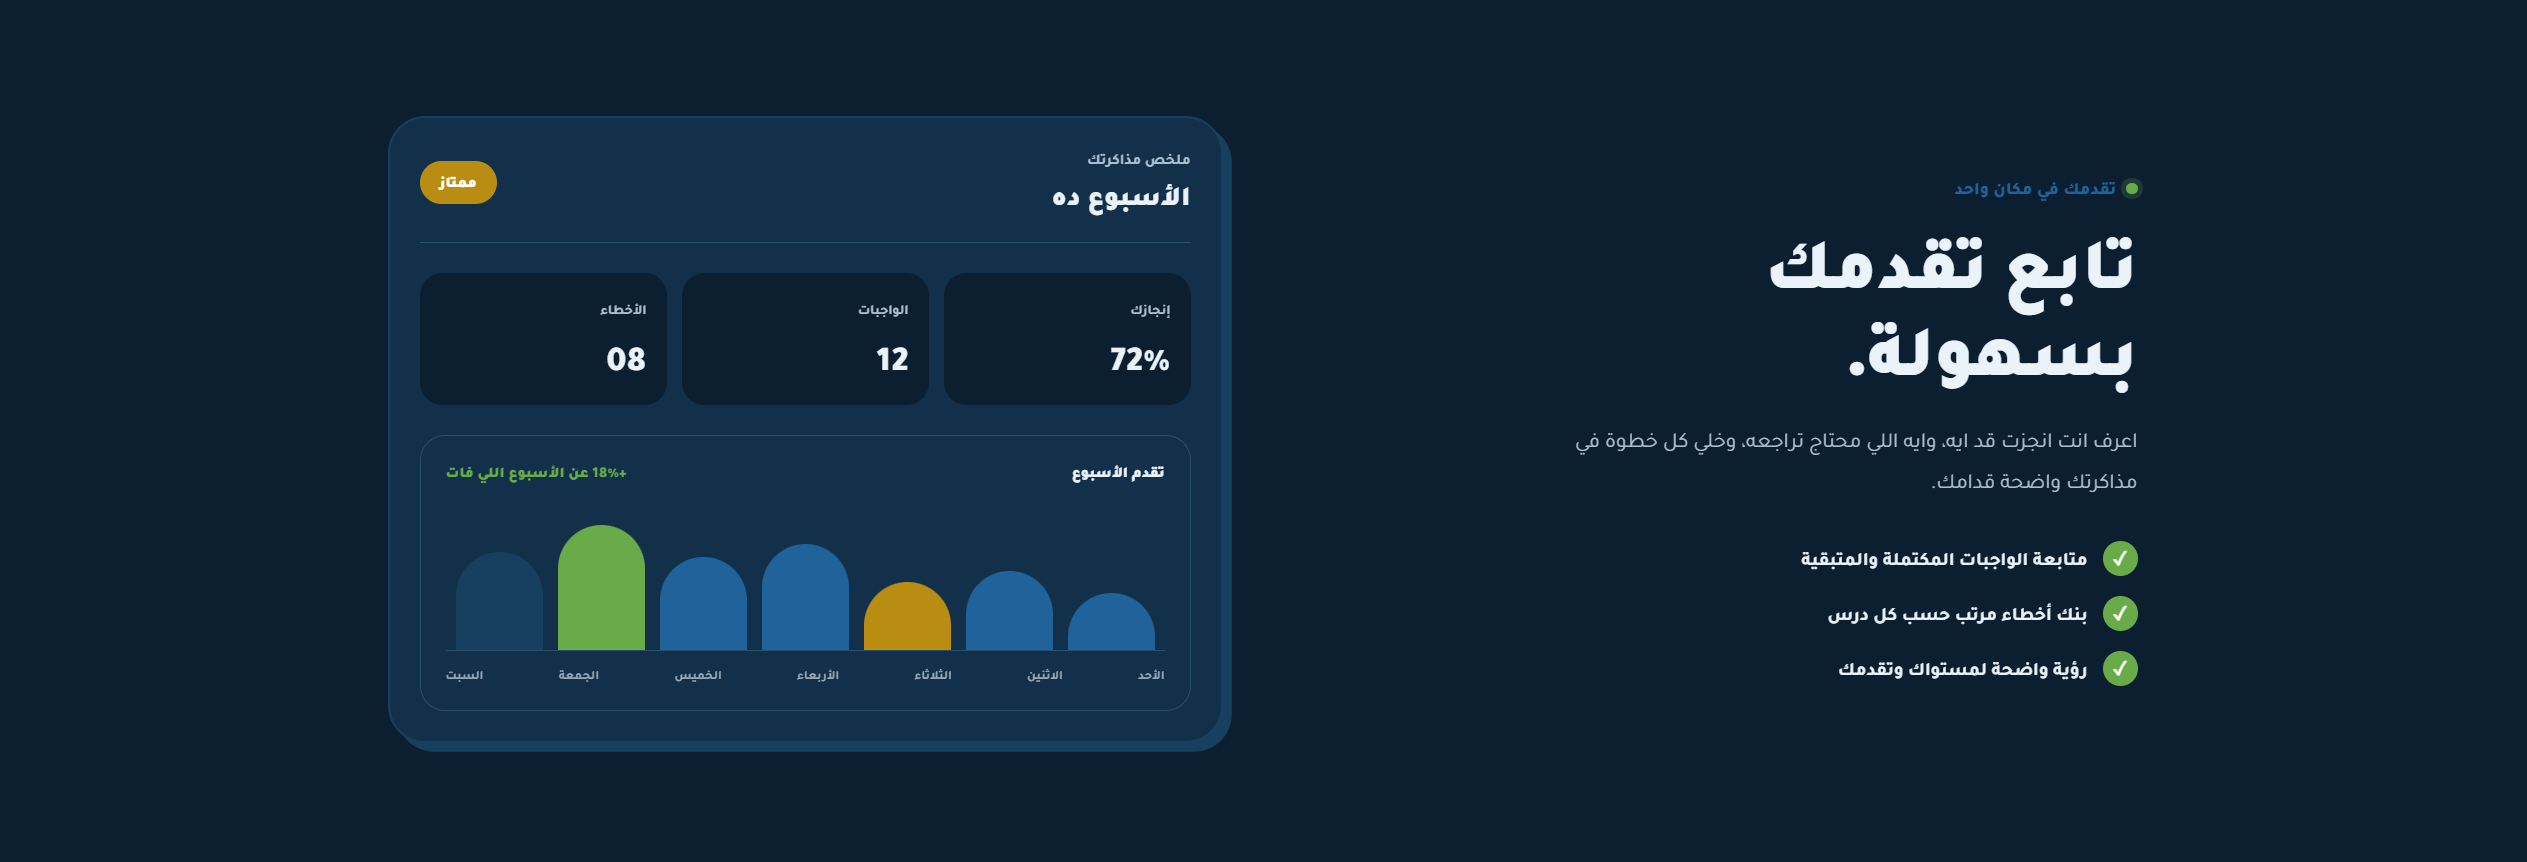 تقدمك في مكان واحد
تابع تقدمك
بسهولة.
اعرف انت انجزت قد ايه، وايه اللي محتاج تراجعه، وخلي كل خطوة في
مذاكرتك واضحة قدامك.
متابعة الواجبات المكتملة والمتبقية
بنك أخطاء مرتب حسب كل درس
رؤية واضحة لمستواك وتقدمك
ملخص مذاكرتك
الأسبوع ده
ممتاز
إنجازك
72%
الواجبات
12
الأخطاء
08
تقدم الأسبوع
+18% عن الأسبوع اللي فات
الأحد الاثنين الثلاثاء الأربعاء الخميس الجمعة السبت